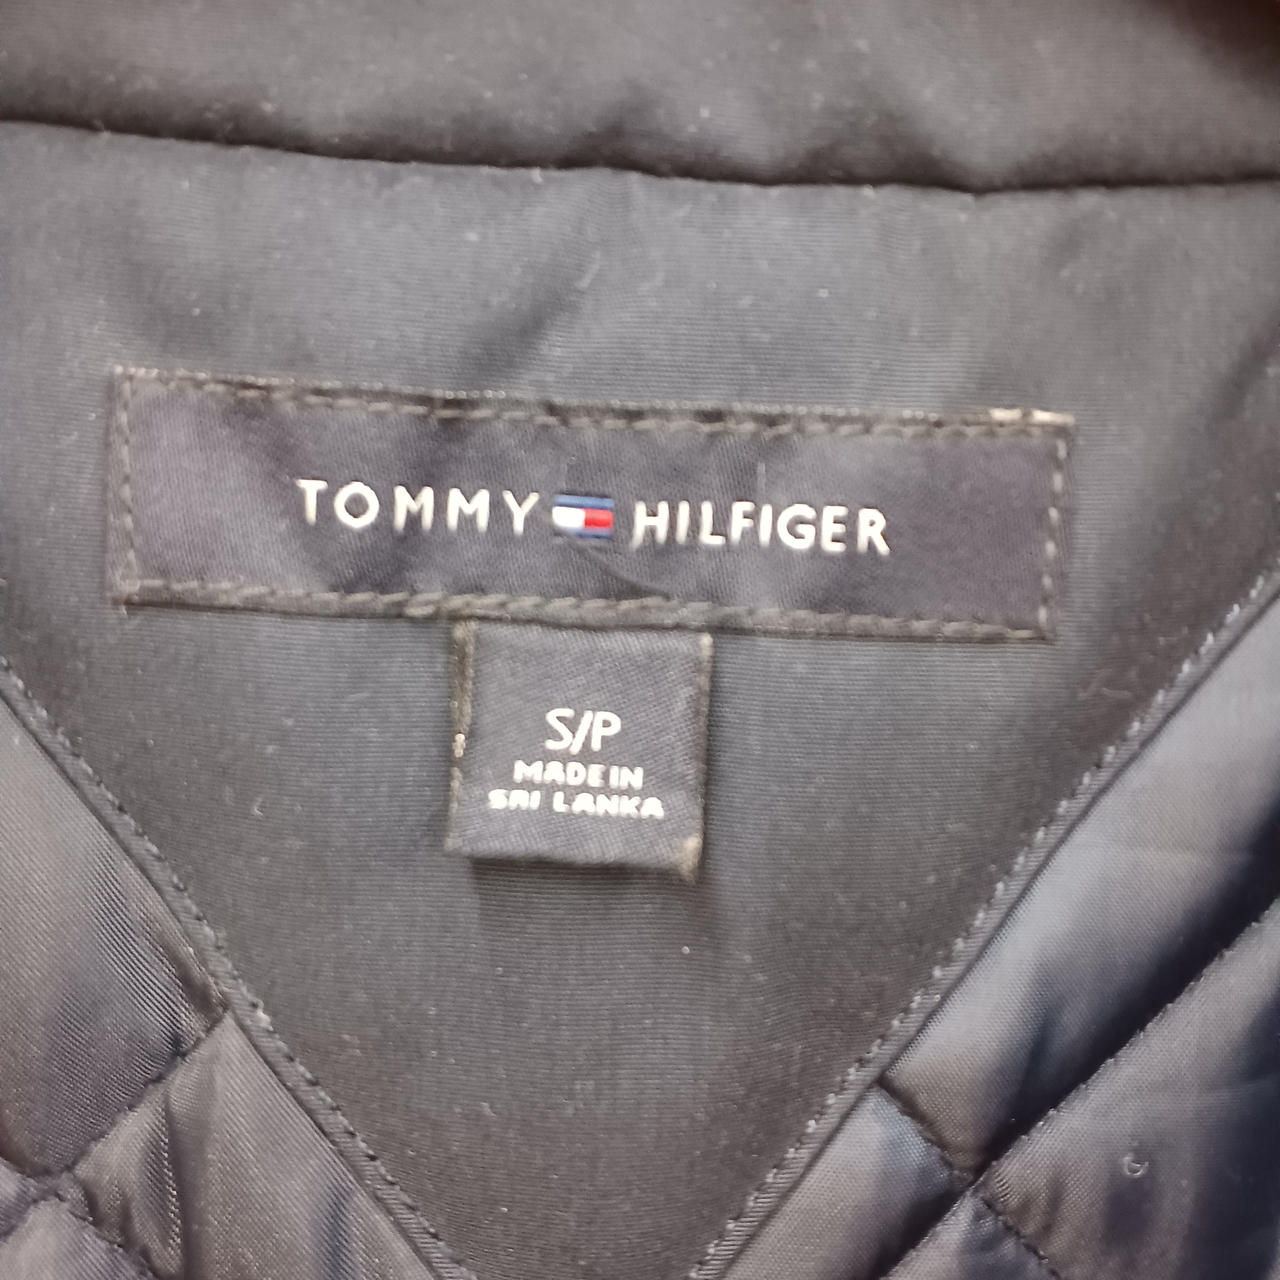 TOMMY HILFIGER
S/P
MADE IN
SRI LANKA